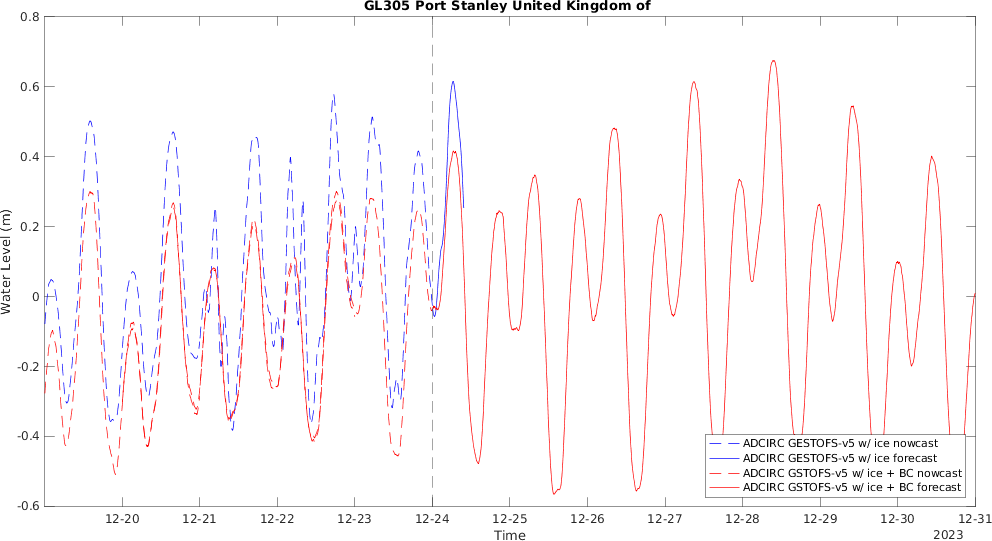 GL305 Port Stanley United Kingdom of
Water Level (m)
0.8
0.6
0.4
0.2
0
-0.2
-0.4
-0.6
12-20 12-21 12-22 12-23 12-24 12-25 12-26 12-27 12-28 12-29 12-30 12-31
Time
2023
ADCIRC GESTOFS-v5 w/ ice nowcast
ADCIRC GESTOFS-v5 w/ ice forecast
ADCIRC GSTOFS-v5 w/ ice + BC nowcast
ADCIRC GSTOFS-v5 w/ ice + BC forecast